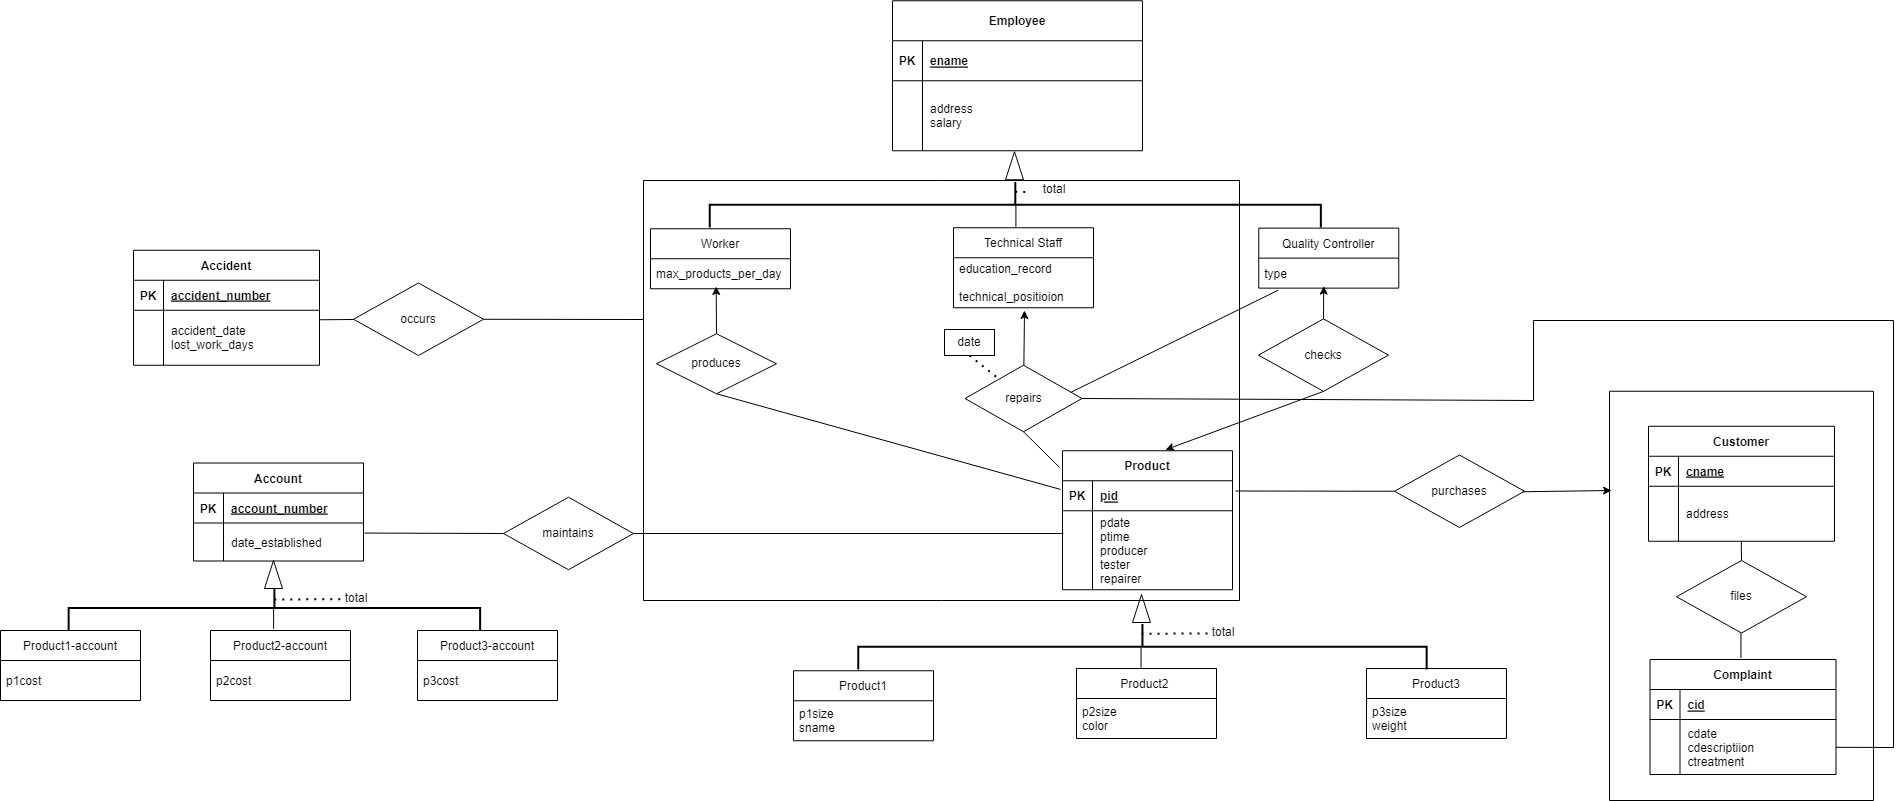 Employee
PK ename
address
salary
total
Worker
max_products_per_day
Technical Staff
education_record
technical_positioion
Quality Controller
type
Accident
PK accident_number
accident_date
lost_work_days
occurs
produces
date
repairs
checks
Customer
PK cname
address
Product
PK pid
pdate
ptime
producer
tester
repairer
purchases
Account
PK account_number
date_established
maintains
files
total
total
Product1-account
p1cost
Product2-account
p2cost
Product3-account
p3cost
Product1
p1size
sname
Product2
p2size
color
Product3
p3size
weight
Complaint
PK cid
cdate
cdescriptiion
ctreatment